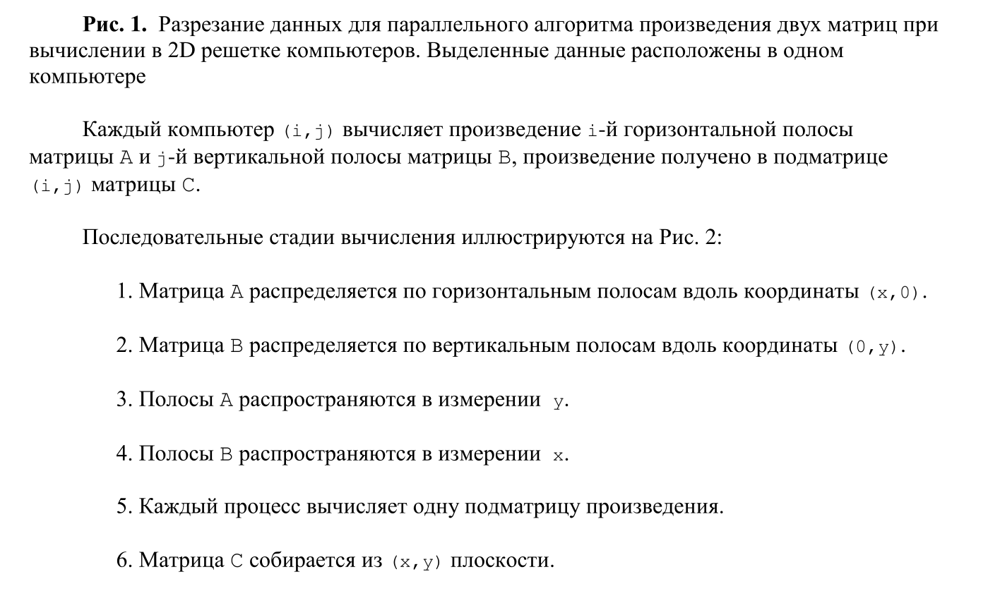 Рис. 1. Разрезание данных для параллельного алгоритма произведения двух матриц при
вычислении в 2D решетке компьютеров. Выделенные данные расположены в одном
компьютере
Каждый компьютер (i,j) вычисляет произведение i-й горизонтальной полосы
матрицы A и j-й вертикальной полосы матрицы B, произведение получено в подматрице
(i,j) матрицы C.
Последовательные стадии вычисления иллюстрируются на Рис. 2:
1. Матрица A распределяется по горизонтальным полосам вдоль координаты (x,0).
2. Матрица B распределяется по вертикальным полосам вдоль координаты (0,y).
3. Полосы A распространяются в измерении y.
4. Полосы B распространяются в измерении x.
5. Каждый процесс вычисляет одну подматрицу произведения.
6. Матрица C собирается из (x,y) плоскости.